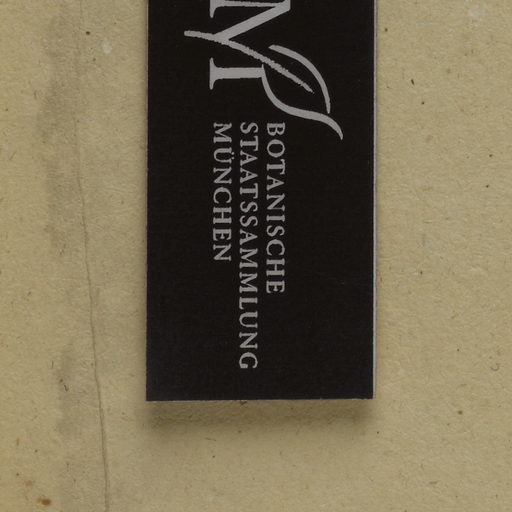 M
BOTANISCHE
STAATSSAMMLUNG
MÜNCHEN